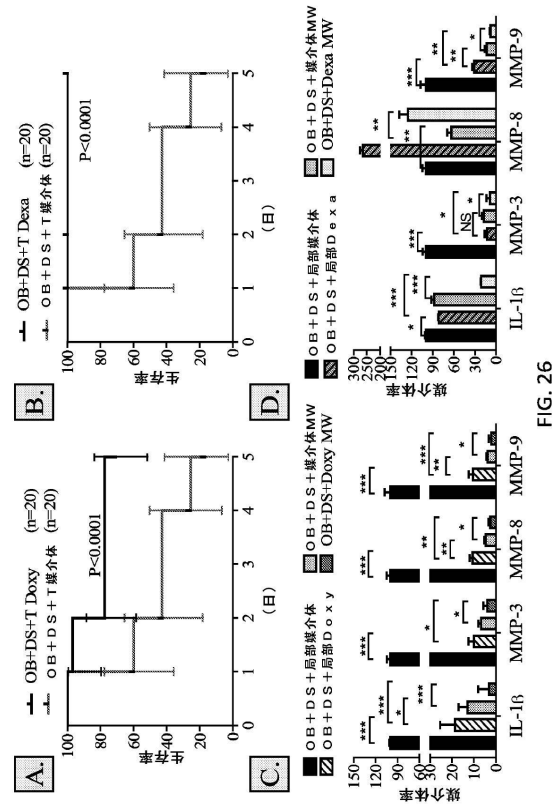 A.
OB+DS+T Doxy (n=20)
OB+DS+T媒介体 (n=20)
生存率
100
80
60
40
20
0
P<0.0001
0 1 2 3 4 5
(日)
B.
OB+DS+T Dexa (n=20)
OB+DS+T媒介体 (n=20)
生存率
100
80
60
40
20
0
P<0.0001
0 1 2 3 4 5
(日)
C.
OB+DS+局部媒介体
OB+DS+局部Doxy
OB+DS+媒介体MW
OB+DS+Doxy MW
媒介体率
150
120
90
60
30
20
10
0
*** *** * ***
*** * *
*** ** ** *
*** *** ** *
IL-1β MMP-3 MMP-8 MMP-9
D.
OB+DS+局部媒介体
OB+DS+局部Dexa
OB+DS+媒介体MW
OB+DS+Dexa MW
媒介体率
300
250
200
150
120
90
60
30
0
* *** ***
*** * NS *
** **
*** ** ** *
IL-1β MMP-3 MMP-8 MMP-9
FIG. 26